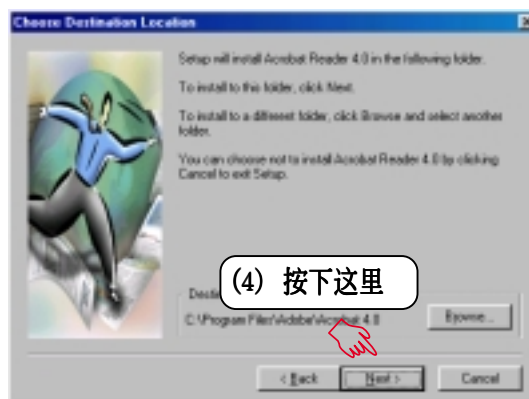 Choose Destination Location
Setup will install Acrobat Reader 4.0 in the following folder.
To install to this folder, click Next.
To install to a different folder, click Browse and select another
folder.
You can choose not to install Acrobat Reader 4.0 by clicking
Cancel to exit Setup.
(4) 按下这里
Desti
C:\Program Files\Adobe\Acrobat 4.0
Browse...
< Back
Next >
Cancel